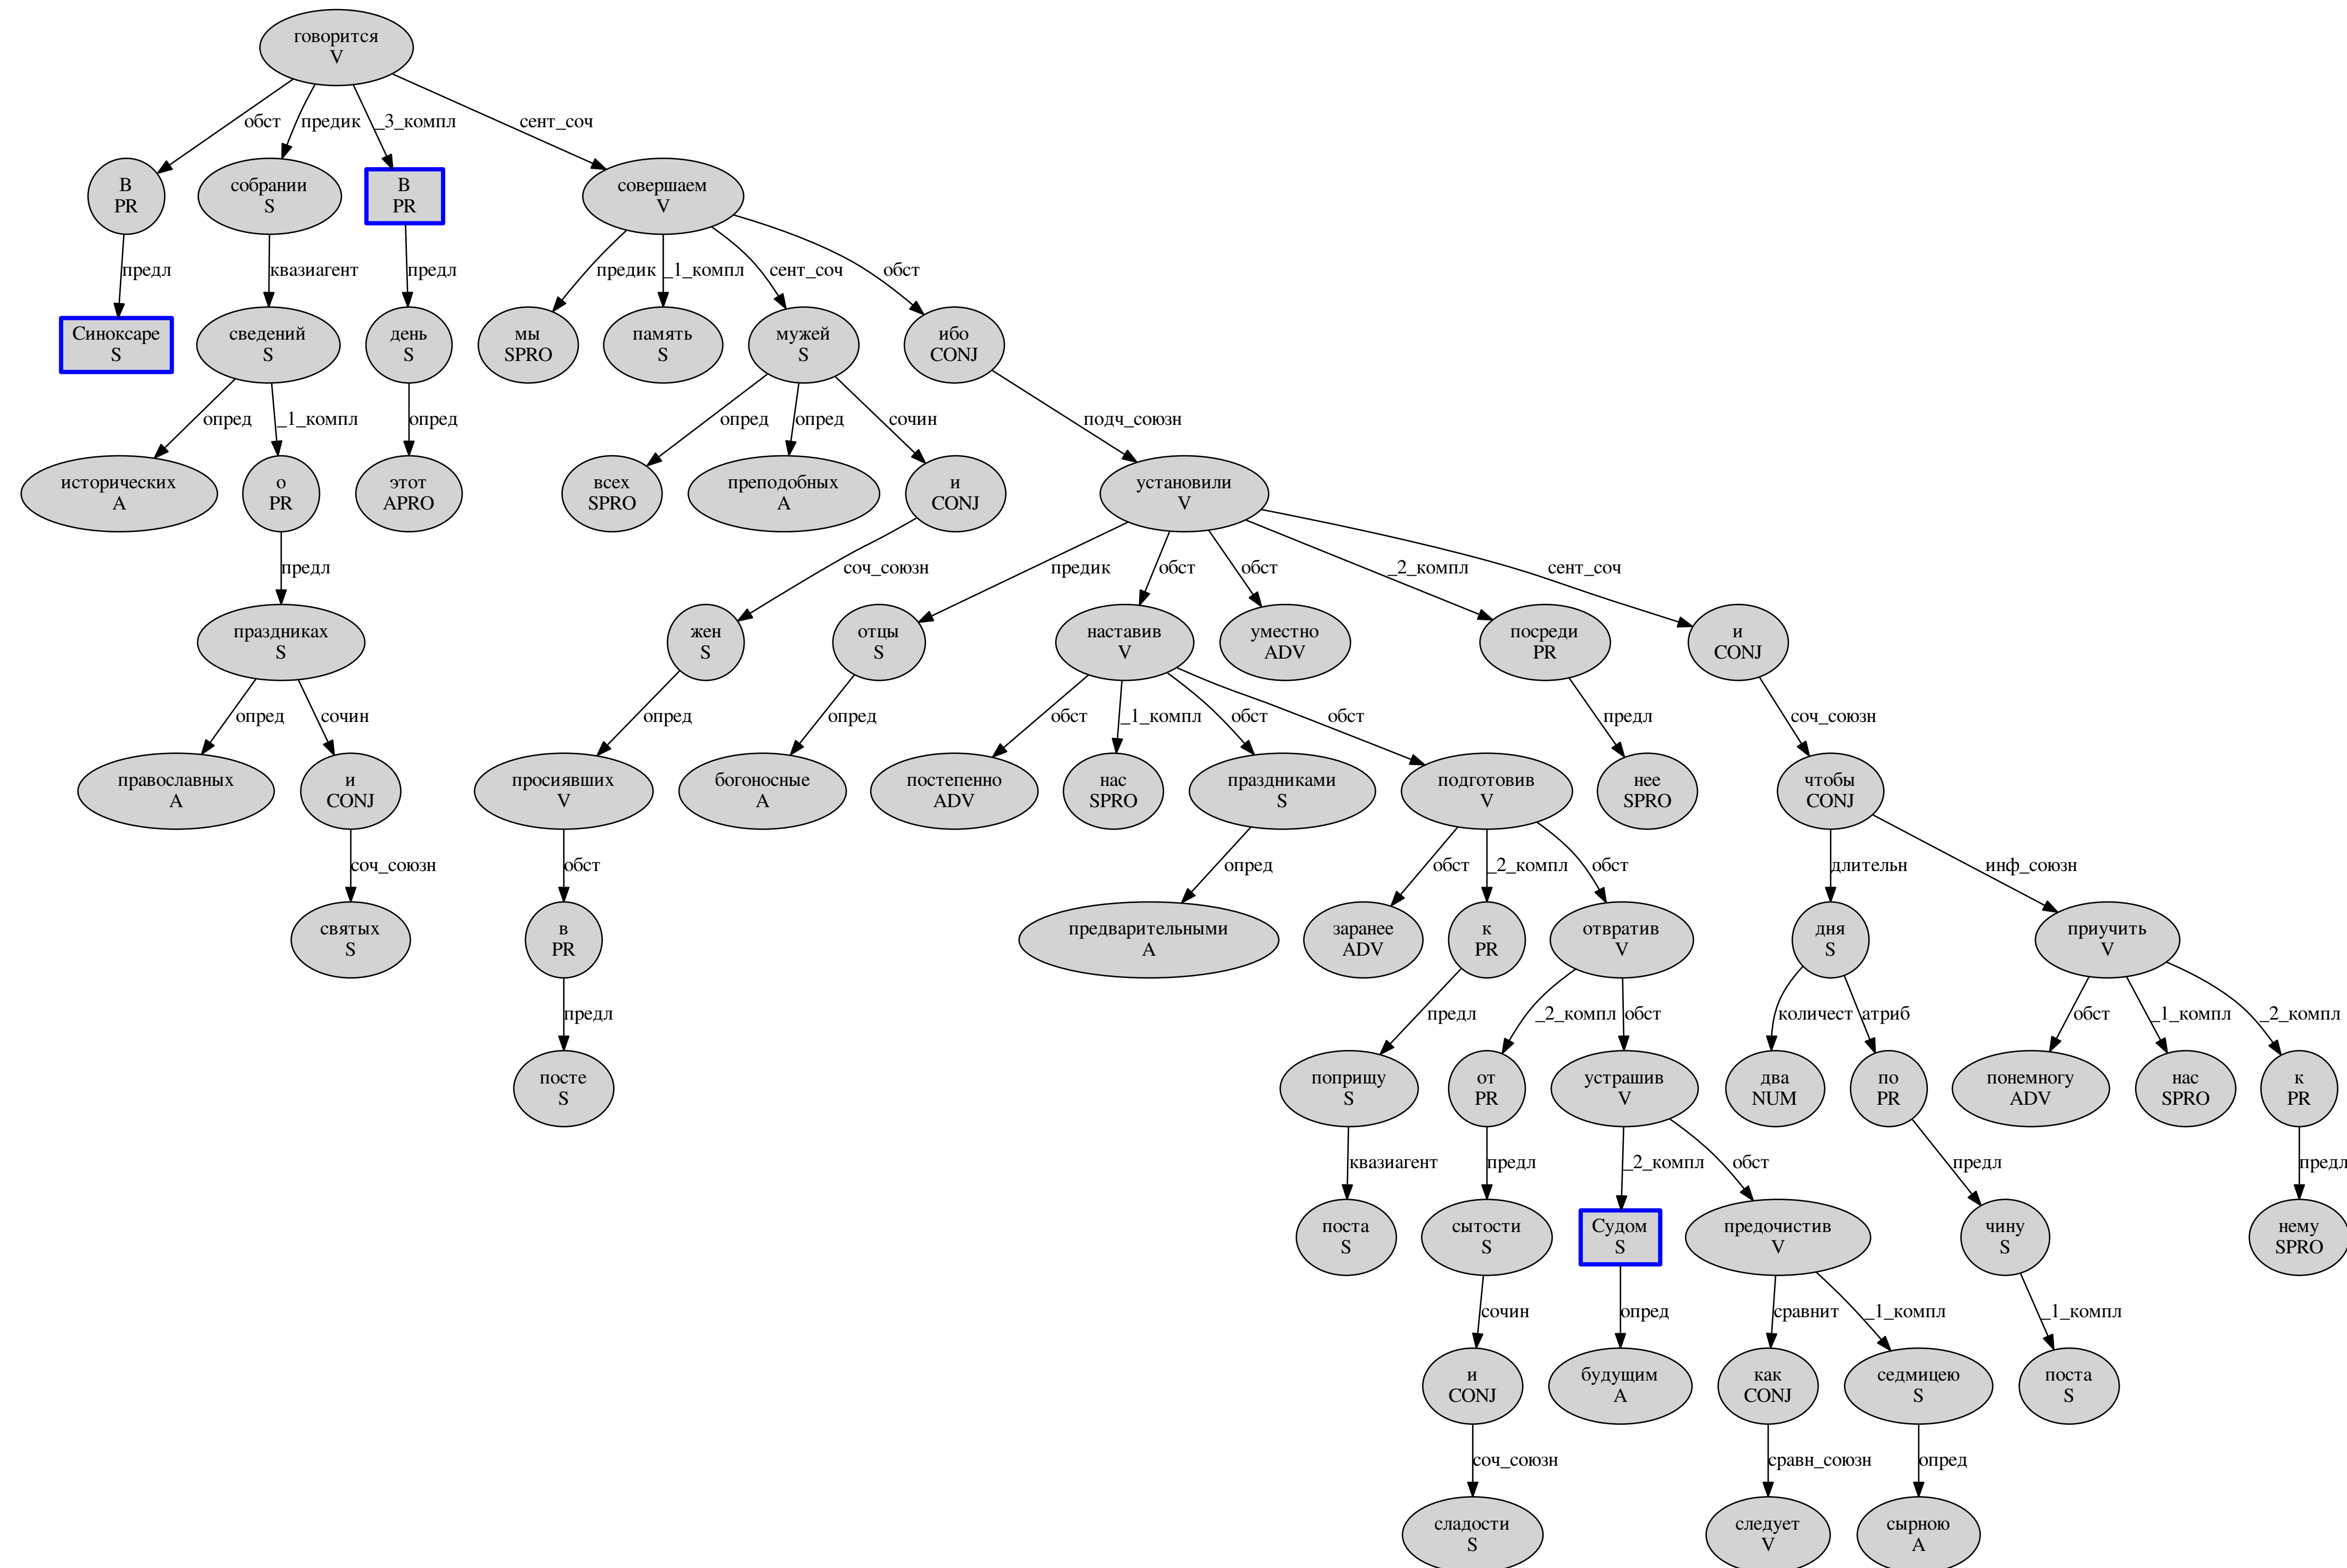 говорится
V
обст
предик
_3_компл
сент_соч
В
PR
собрании
S
В
PR
совершаем
V
предл
квазиагент
предл
предик
_1_компл
сент_соч
обст
Синоксаре
S
сведений
S
день
S
мы
SPRO
память
S
мужей
S
ибо
CONJ
опред
_1_компл
опред
опред
опред
сочин
подч_союзн
исторических
A
о
PR
этот
APRO
всех
SPRO
преподобных
A
и
CONJ
установили
V
предл
соч_союзн
предик
обст
обст
_2_компл
сент_соч
праздниках
S
жен
S
отцы
S
наставив
V
уместно
ADV
посреди
PR
и
CONJ
опред
сочин
опред
опред
обст
_1_компл
обст
обст
предл
соч_союзн
православных
A
и
CONJ
просиявших
V
богоносные
A
постепенно
ADV
нас
SPRO
праздниками
S
подготовив
V
нее
SPRO
чтобы
CONJ
соч_союзн
обст
опред
обст
_2_компл
обст
длительн
инф_союзн
святых
S
в
PR
предварительными
A
заранее
ADV
к
PR
отвратив
V
дня
S
приучить
V
предл
предл
_2_компл
обст
количест
атриб
обст
_1_компл
_2_компл
посте
S
поприщу
S
от
PR
устрашив
V
два
NUM
по
PR
понемногу
ADV
нас
SPRO
к
PR
квазиагент
предл
_2_компл
обст
предл
предл
поста
S
сытости
S
Судом
S
предочистив
V
чину
S
нему
SPRO
сочин
опред
сравнит
_1_компл
_1_компл
и
CONJ
будущим
A
как
CONJ
седмицею
S
поста
S
соч_союзн
сравн_союзн
опред
сладости
S
следует
V
сырною
A